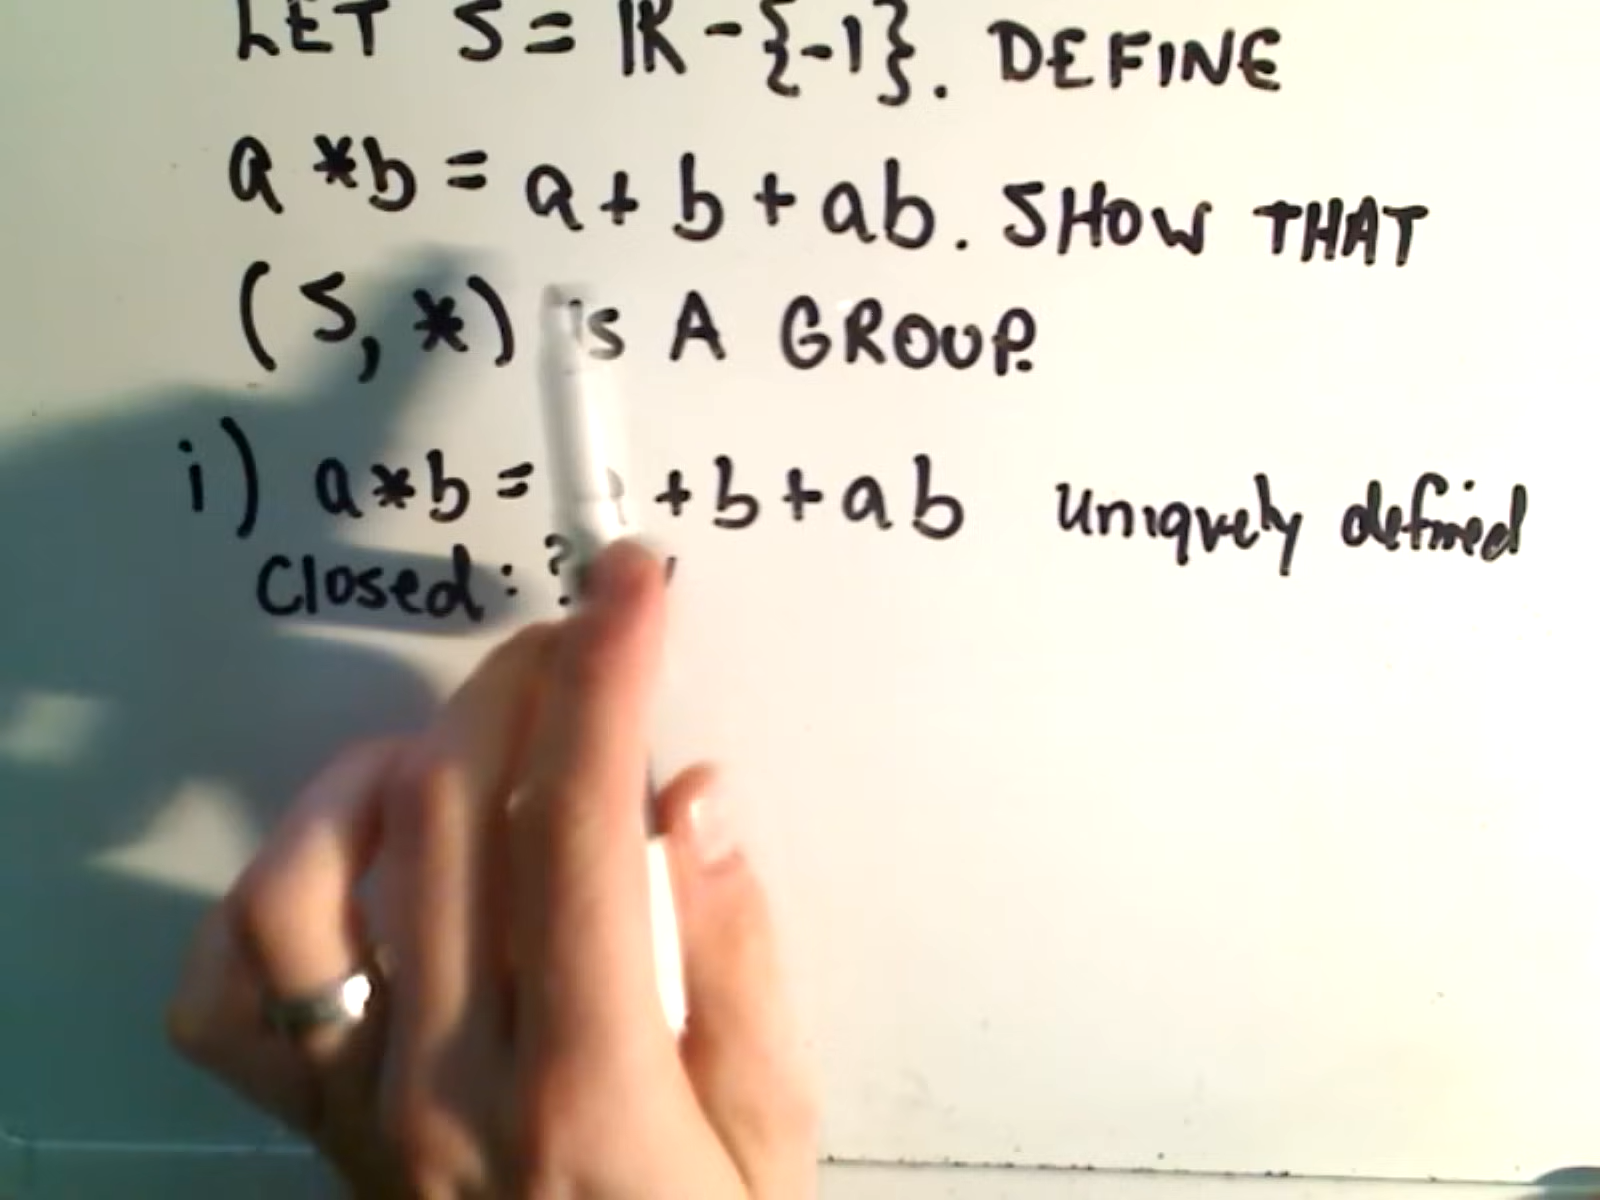 LET S = ℝ - {-1}. DEFINE
a * b = a + b + ab. SHOW THAT
(S, *) is A GROUP.
i) a * b = a + b + ab uniquely defined
Closed: ?